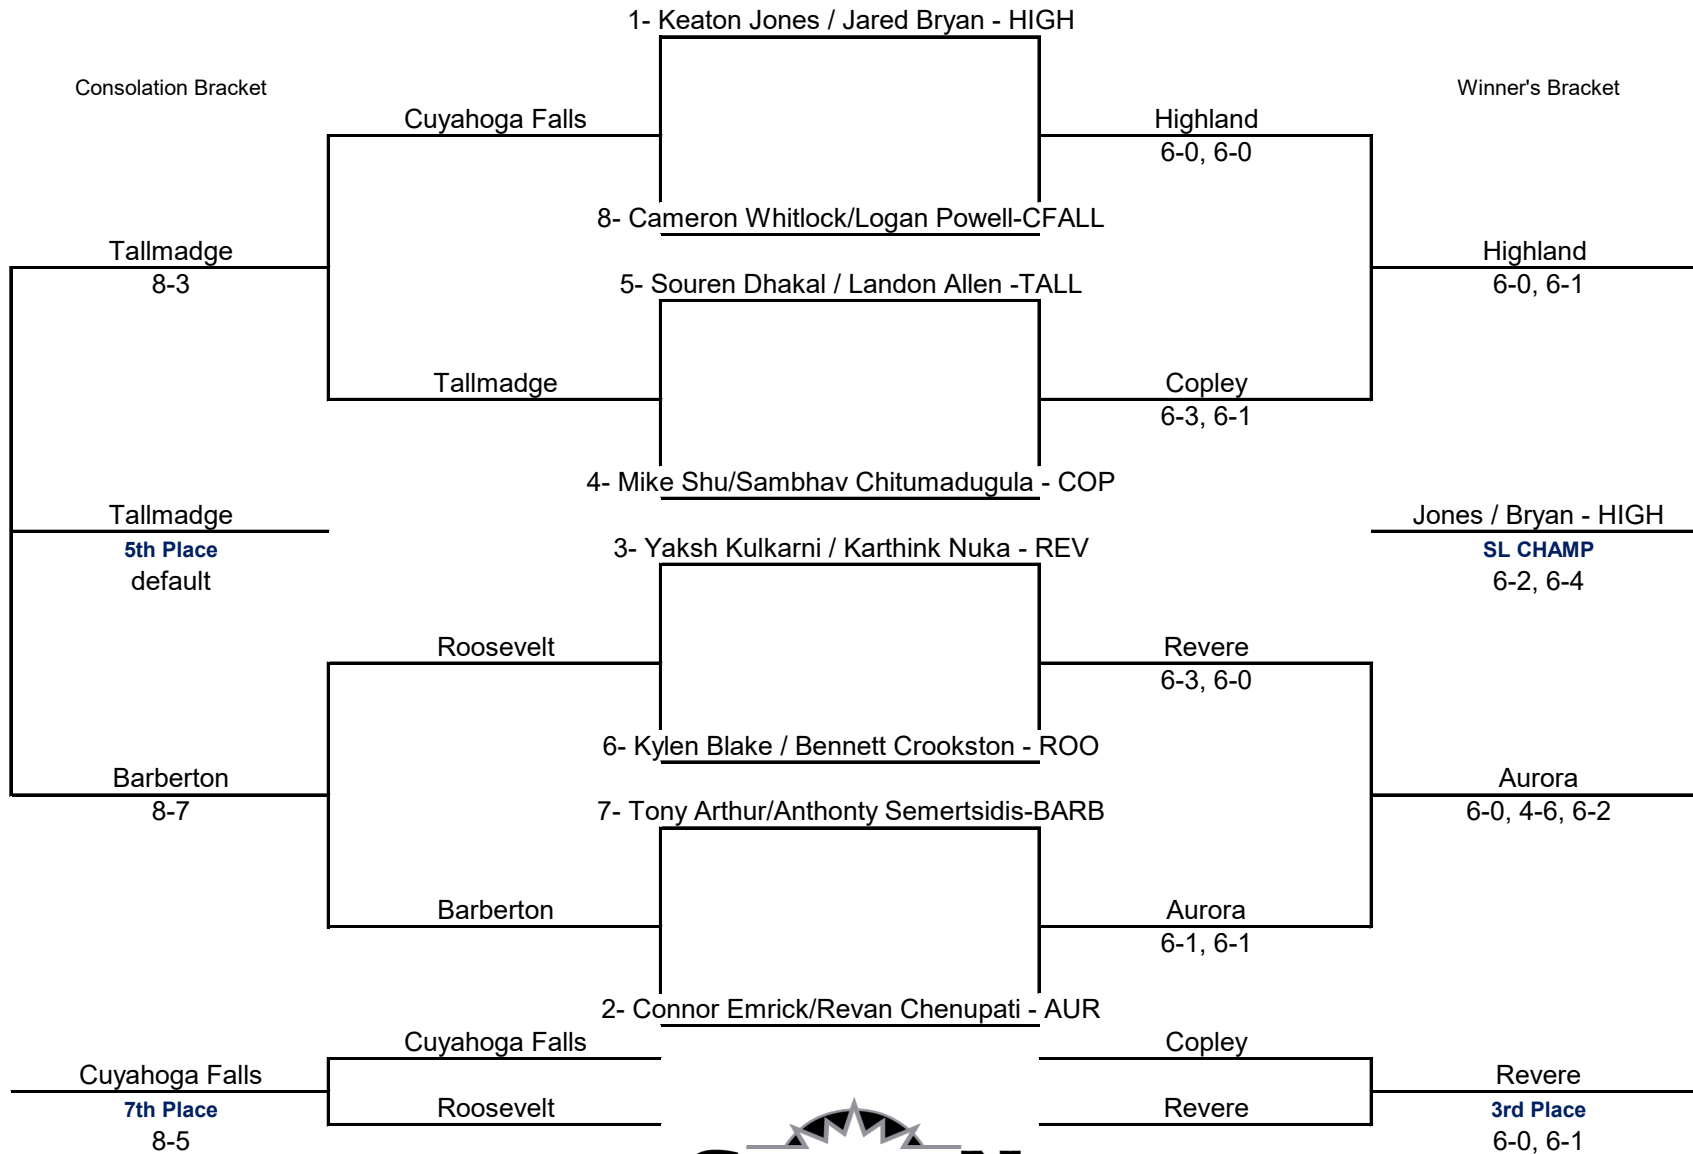 1- Keaton Jones / Jared Bryan - HIGH
Consolation Bracket
Winner's Bracket
Cuyahoga Falls
Highland
6-0, 6-0
8- Cameron Whitlock/Logan Powell-CFALL
Tallmadge
8-3
Highland
6-0, 6-1
5- Souren Dhakal / Landon Allen -TALL
Tallmadge
Copley
6-3, 6-1
4- Mike Shu/Sambhav Chitumadugula - COP
Tallmadge
5th Place
default
Jones / Bryan - HIGH
SL CHAMP
6-2, 6-4
3- Yaksh Kulkarni / Karthink Nuka - REV
Roosevelt
Revere
6-3, 6-0
6- Kylen Blake / Bennett Crookston - ROO
Barberton
8-7
Aurora
6-0, 4-6, 6-2
7- Tony Arthur/Anthonty Semertsidis-BARB
Barberton
Aurora
6-1, 6-1
2- Connor Emrick/Revan Chenupati - AUR
Cuyahoga Falls
Copley
Cuyahoga Falls
7th Place
8-5
Revere
3rd Place
6-0, 6-1
Roosevelt
Revere